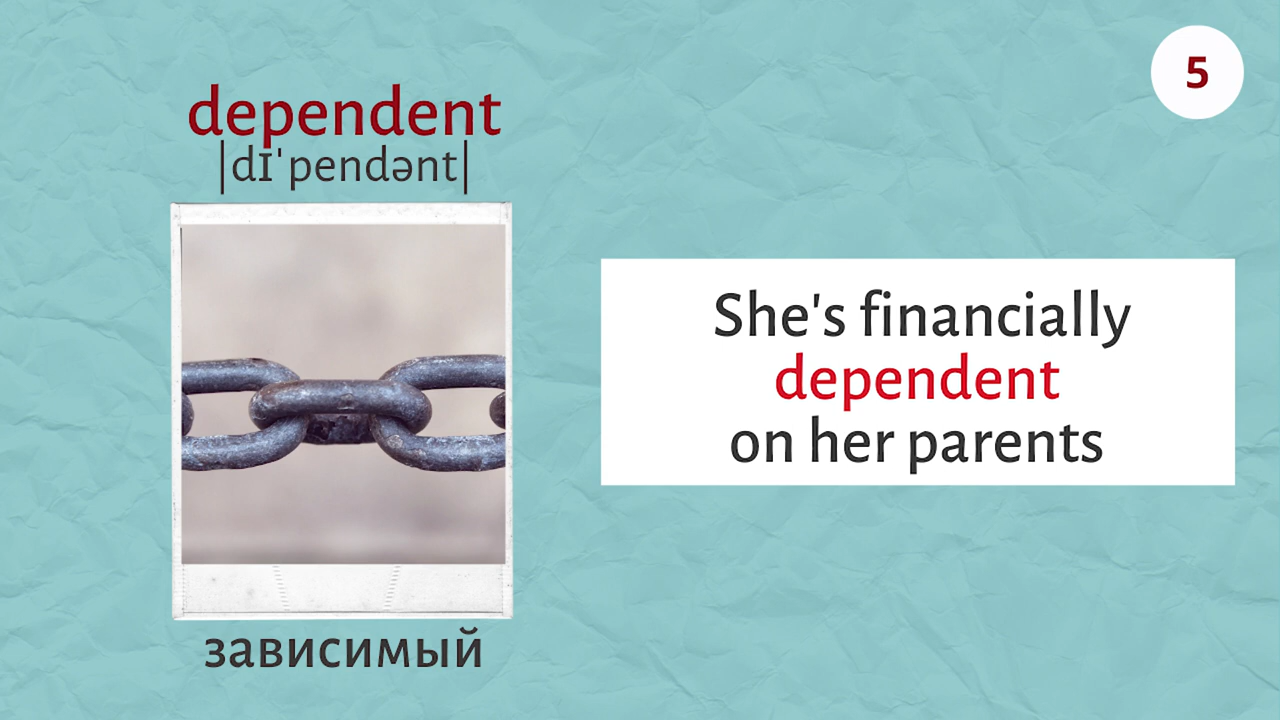 5
dependent
|dɪˈpendənt|
She's financially
dependent
on her parents
зависимый